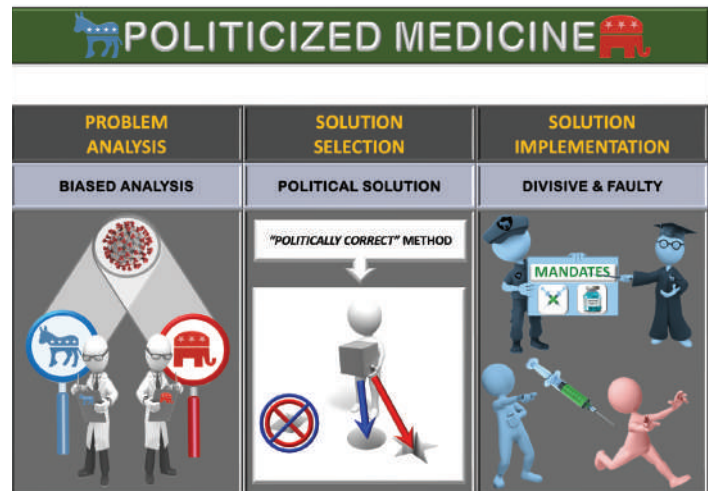 POLITICIZED MEDICINE
PROBLEM
ANALYSIS
SOLUTION
SELECTION
SOLUTION
IMPLEMENTATION
BIASED ANALYSIS
POLITICAL SOLUTION
DIVISIVE & FAULTY
"POLITICALLY CORRECT" METHOD
MANDATES